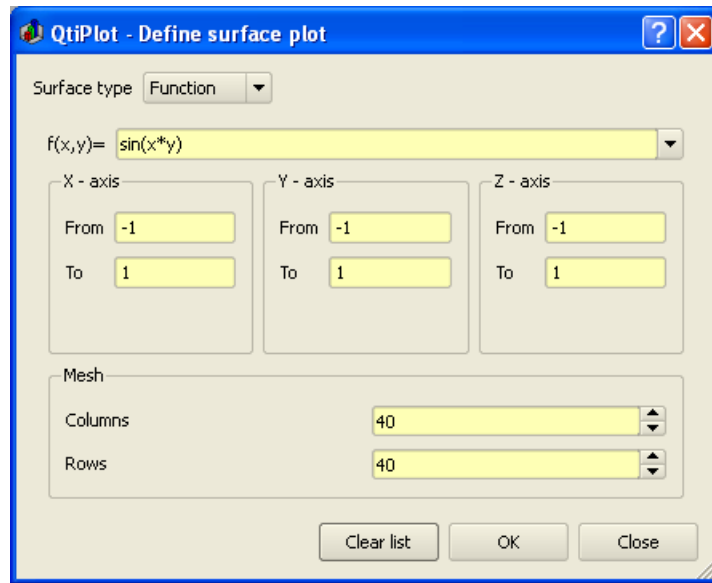 QtiPlot - Define surface plot
Surface type Function
f(x,y)= sin(x*y)
X - axis Y - axis Z - axis
From -1 From -1 From -1
To 1 To 1 To 1
Mesh
Columns 40
Rows 40
Clear list OK Close